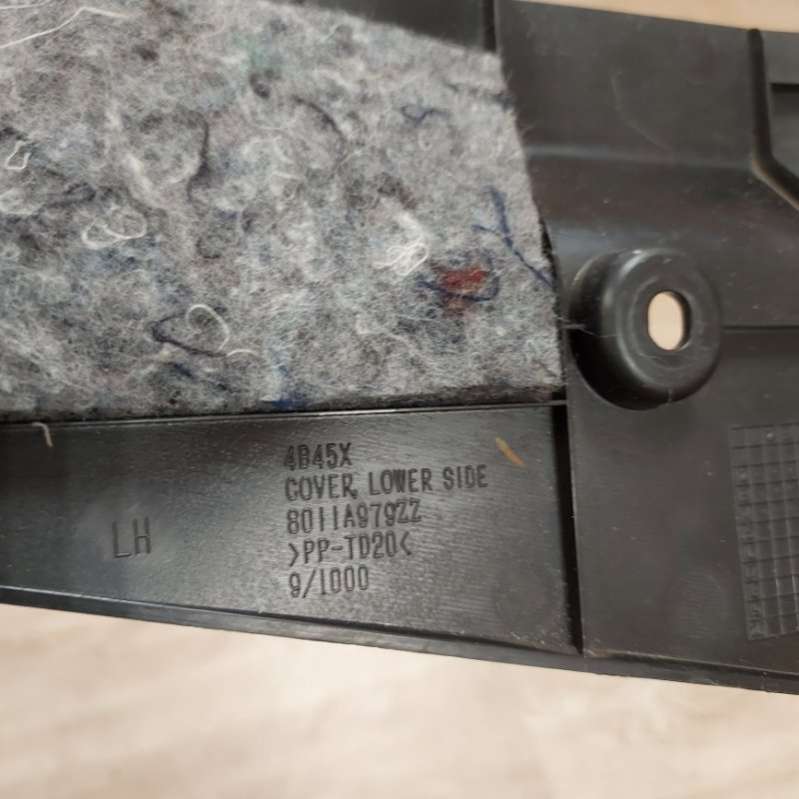 4B45X
COVER, LOWER SIDE
8011A979ZZ
LH
>PP-TD20<
9/1000